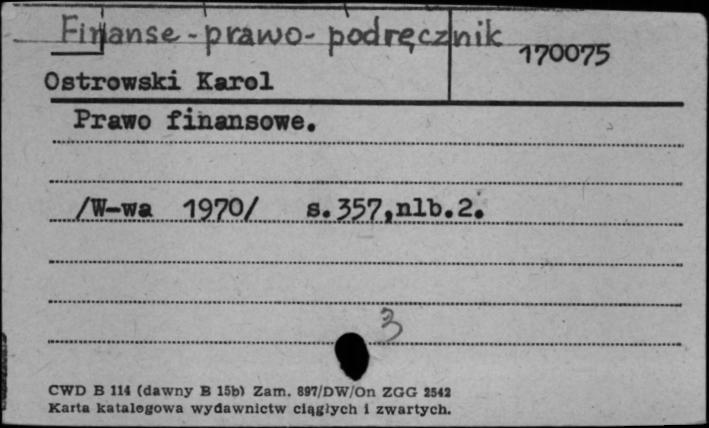 Finanse - prawo - podręcznik
170075
Ostrowski Karol
Prawo finansowe.
/W-wa 1970/ s.357,nlb.2.
3
CWD B 114 (dawny B 15b) Zam. 897/DW/On ZGG 2542
Karta katalogowa wydawnictw ciągłych i zwartych.